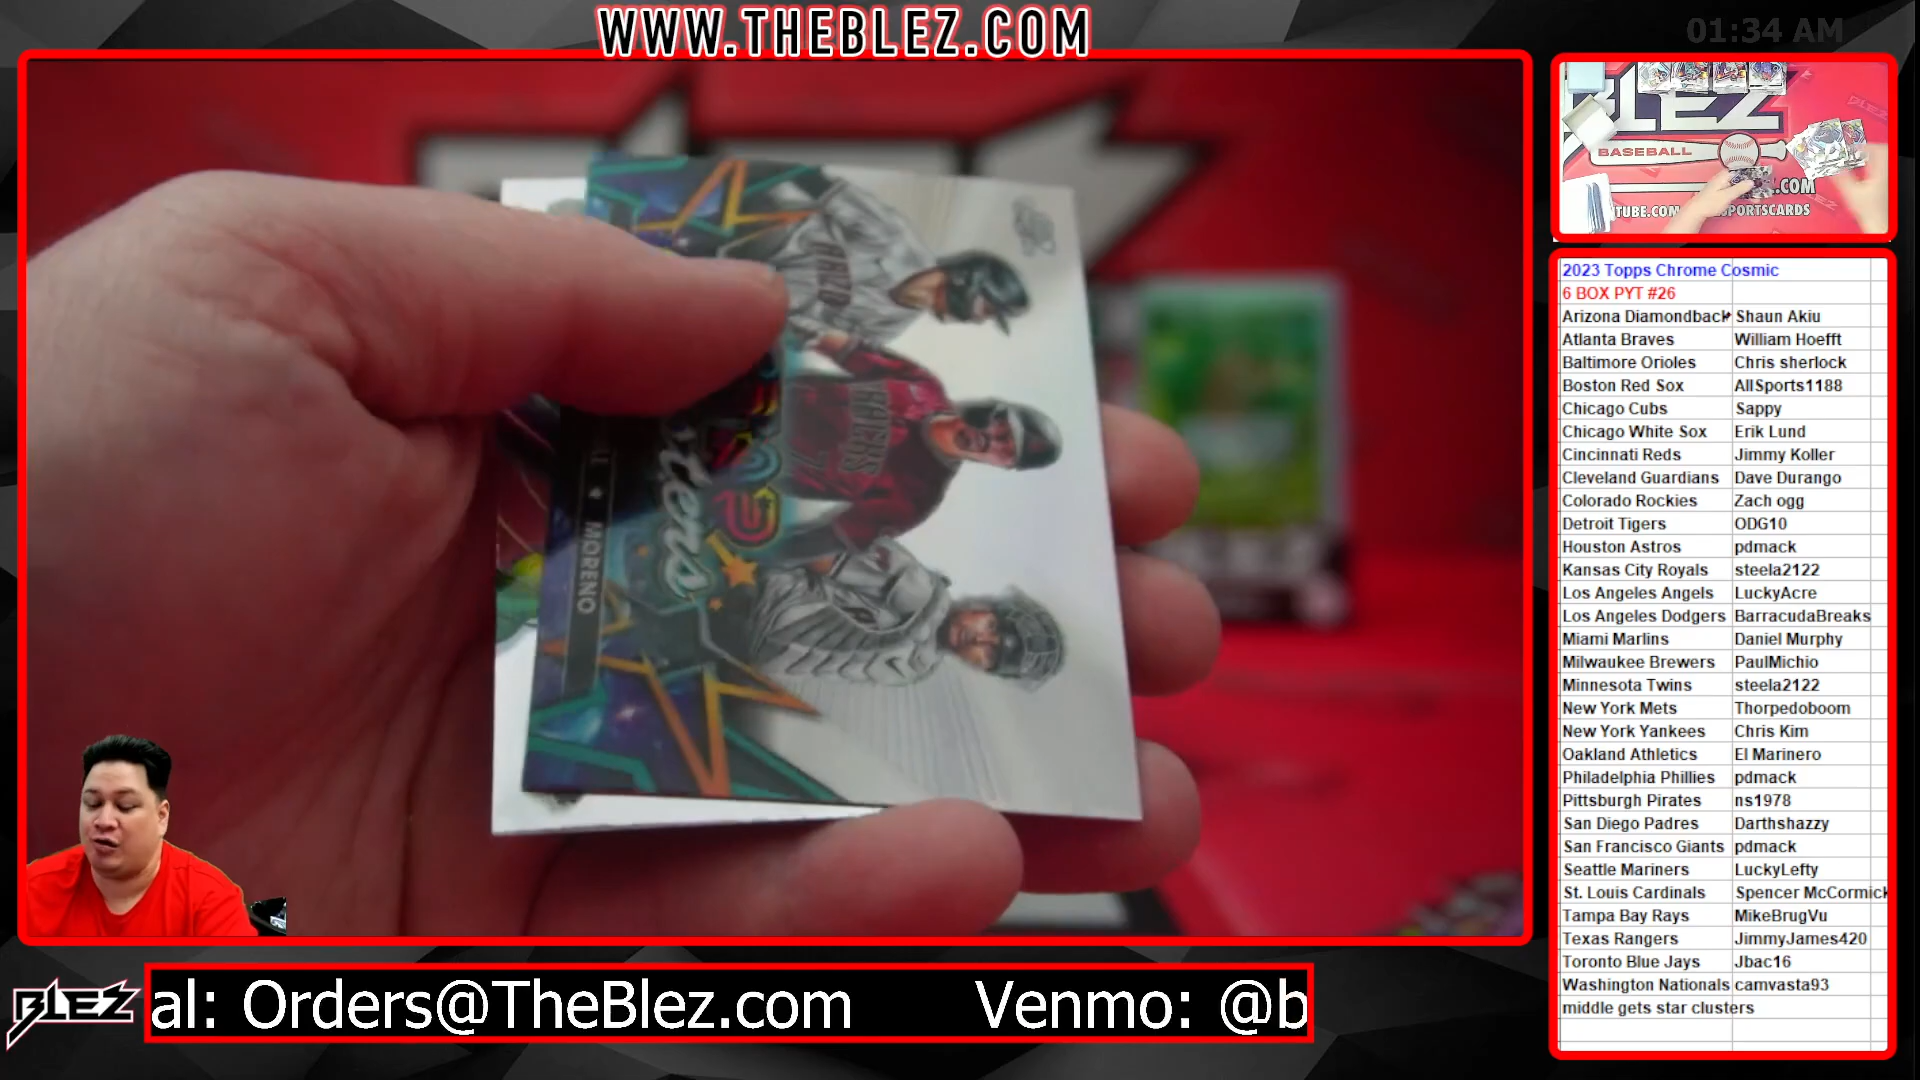 WWW.THEBLEZ.COM
01:34 AM
BLEZ
BASEBALL
.COM
TUBE.COM
SPORTSCARDS
MORENO
2023 Topps Chrome Cosmic
6 BOX PYT #26
Arizona Diamondback Shaun Akiu
Atlanta Braves William Hoefft
Baltimore Orioles Chris sherlock
Boston Red Sox AllSports1188
Chicago Cubs Sappy
Chicago White Sox Erik Lund
Cincinnati Reds Jimmy Koller
Cleveland Guardians Dave Durango
Colorado Rockies Zach ogg
Detroit Tigers ODG10
Houston Astros pdmack
Kansas City Royals steela2122
Los Angeles Angels LuckyAcre
Los Angeles Dodgers BarracudaBreaks
Miami Marlins Daniel Murphy
Milwaukee Brewers PaulMichio
Minnesota Twins steela2122
New York Mets Thorpedoboom
New York Yankees Chris Kim
Oakland Athletics El Marinero
Philadelphia Phillies pdmack
Pittsburgh Pirates ns1978
San Diego Padres Darthshazzy
San Francisco Giants pdmack
Seattle Mariners LuckyLefty
St. Louis Cardinals Spencer McCormick
Tampa Bay Rays MikeBrugVu
Texas Rangers JimmyJames420
Toronto Blue Jays Jbac16
Washington Nationals camvasta93
middle gets star clusters
BLEZ
al: Orders@TheBlez.com Venmo: @b